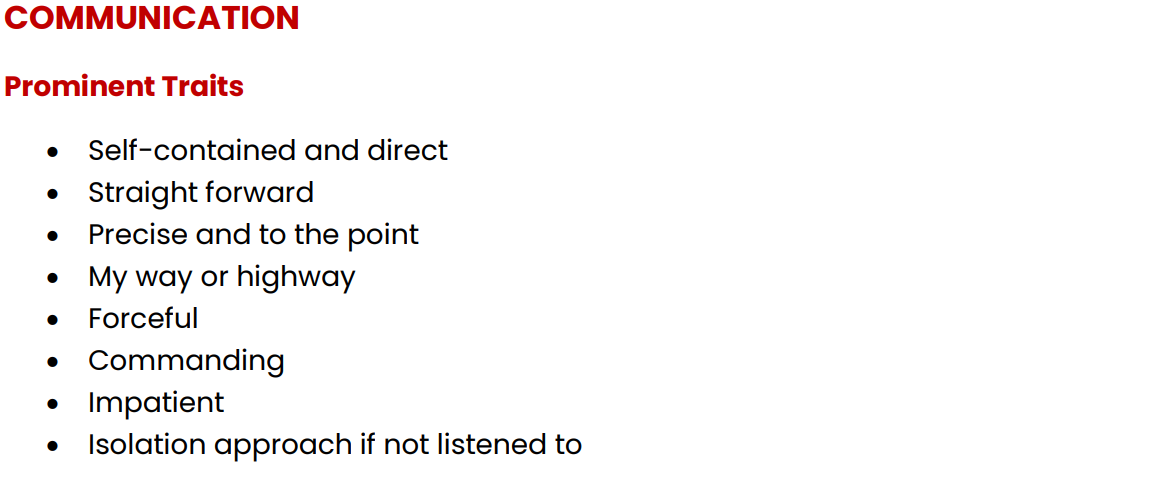 COMMUNICATION
Prominent Traits
• Self-contained and direct
• Straight forward
• Precise and to the point
• My way or highway
• Forceful
• Commanding
• Impatient
• Isolation approach if not listened to